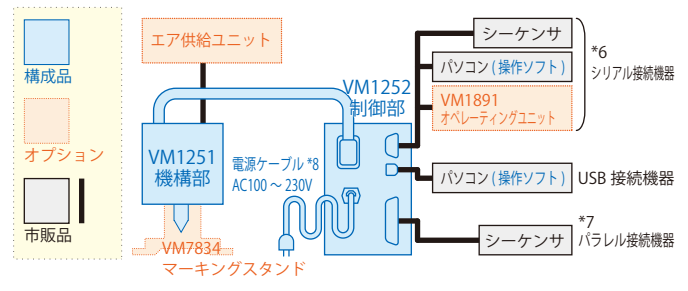 構成品
オプション
市販品
エア供給ユニット
VM1251
機構部
VM7834
マーキングスタンド
電源ケーブル *8
AC100 ~ 230V
VM1252
制御部
シーケンサ
パソコン ( 操作ソフト )
VM1891
オペレーティングユニット
*6
シリアル接続機器
パソコン ( 操作ソフト )
USB 接続機器
シーケンサ
*7
パラレル接続機器